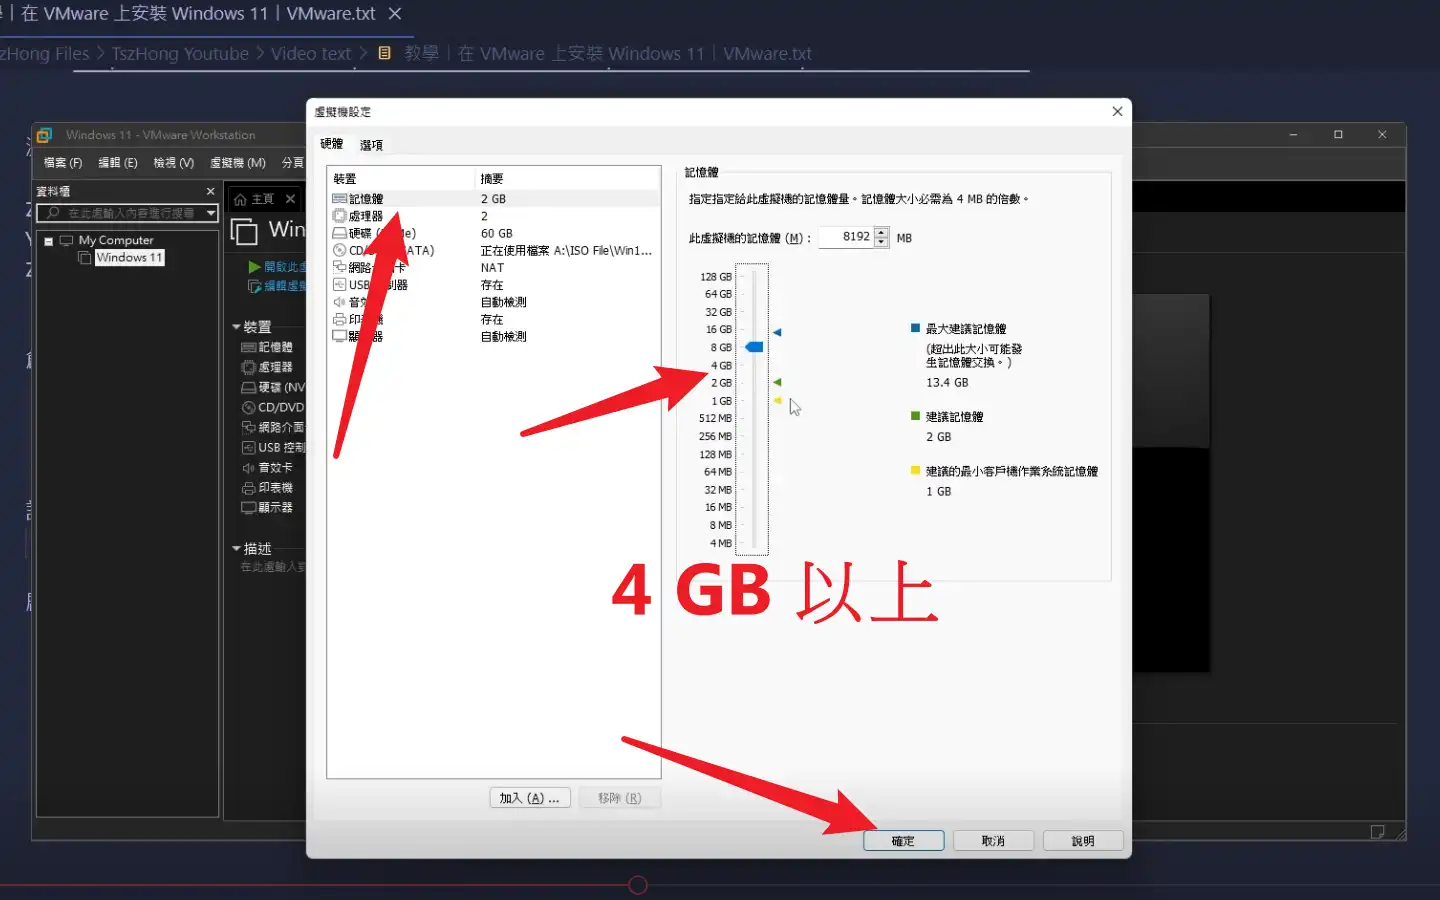 ｜在 VMware 上安裝 Windows 11｜VMware.txt
zHong Files > TszHong Youtube > Video text > 教學｜在 VMware 上安裝 Windows 11｜VMware.txt
Windows 11 - VMware Workstation
檔案 (F) 編輯 (E) 檢視 (V) 虛擬機 (M) 分頁
資料櫃
在此處輸入內容進行搜尋
My Computer
Windows 11
主頁
Win
開啟此虛
編輯虛擬
裝置
記憶體
處理器
硬碟 (NV
CD/DVD
網路介面
USB 控制
音效卡
印表機
顯示器
描述
在此處輸入對
虛擬機設定
硬體 選項
裝置 摘要
記憶體 2 GB
處理器 2
硬碟 Me) 60 GB
CD/ ATA) 正在使用檔案 A:\ISO File\Win1...
網路 卡 NAT
USB 制器 存在
音效 自動檢測
印表機 存在
顯示器 自動檢測
加入 (A) ... 移除 (R)
記憶體
指定指定給此虛擬機的記憶體量。記憶體大小必需為 4 MB 的倍數。
此虛擬機的記憶體 (M)： 8192 MB
128 GB
64 GB
32 GB
16 GB
8 GB
4 GB
2 GB
1 GB
512 MB
256 MB
128 MB
64 MB
32 MB
16 MB
8 MB
4 MB
最大建議記憶體
(超出此大小可能發
生記憶體交換。)
13.4 GB
建議記憶體
2 GB
建議的最小客戶機作業系統記憶體
1 GB
4 GB 以上
確定 取消 說明